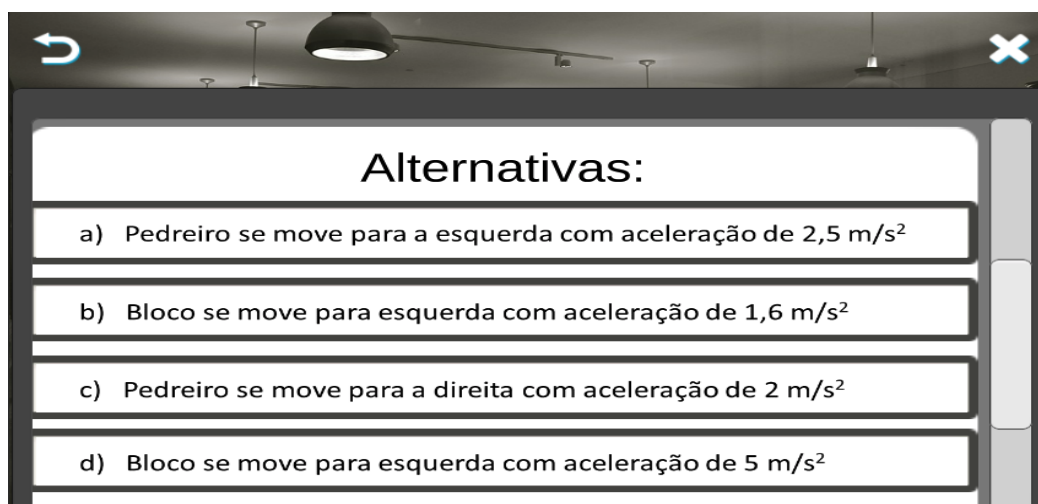 Alternativas:
a) Pedreiro se move para a esquerda com aceleração de 2,5 m/s²
b) Bloco se move para esquerda com aceleração de 1,6 m/s²
c) Pedreiro se move para a direita com aceleração de 2 m/s²
d) Bloco se move para esquerda com aceleração de 5 m/s²